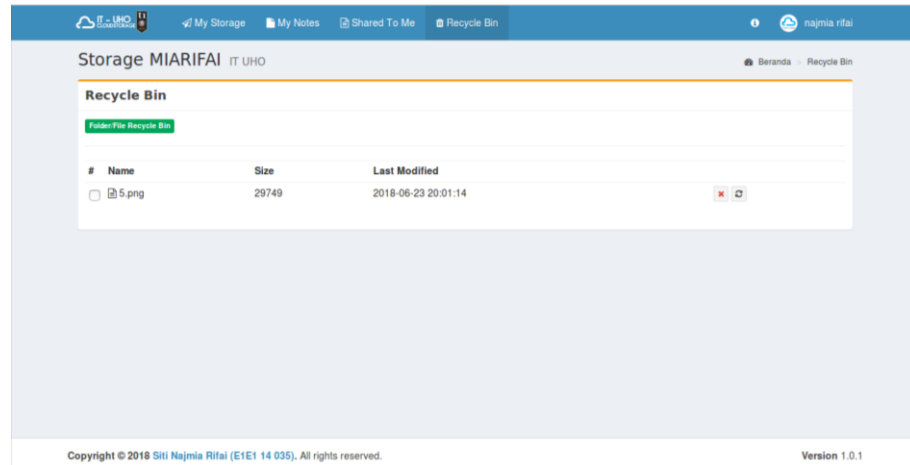 IT - UHO
CLOUD STORAGE
My Storage My Notes Shared To Me Recycle Bin najmia rifai
Storage MIARIFAI IT UHO Beranda > Recycle Bin
Recycle Bin
Folder/File Recycle Bin
# Name Size Last Modified
5.png 29749 2018-06-23 20:01:14
Copyright © 2018 Siti Najmia Rifai (E1E1 14 035). All rights reserved. Version 1.0.1